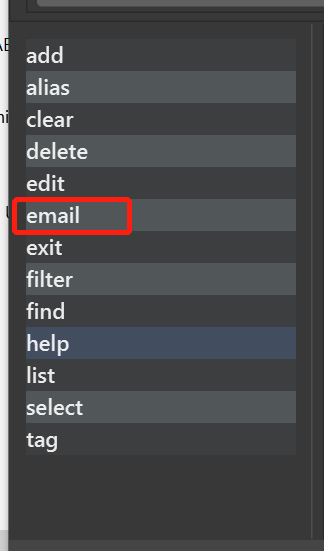 add
alias
clear
delete
edit
email
exit
filter
find
help
list
select
tag